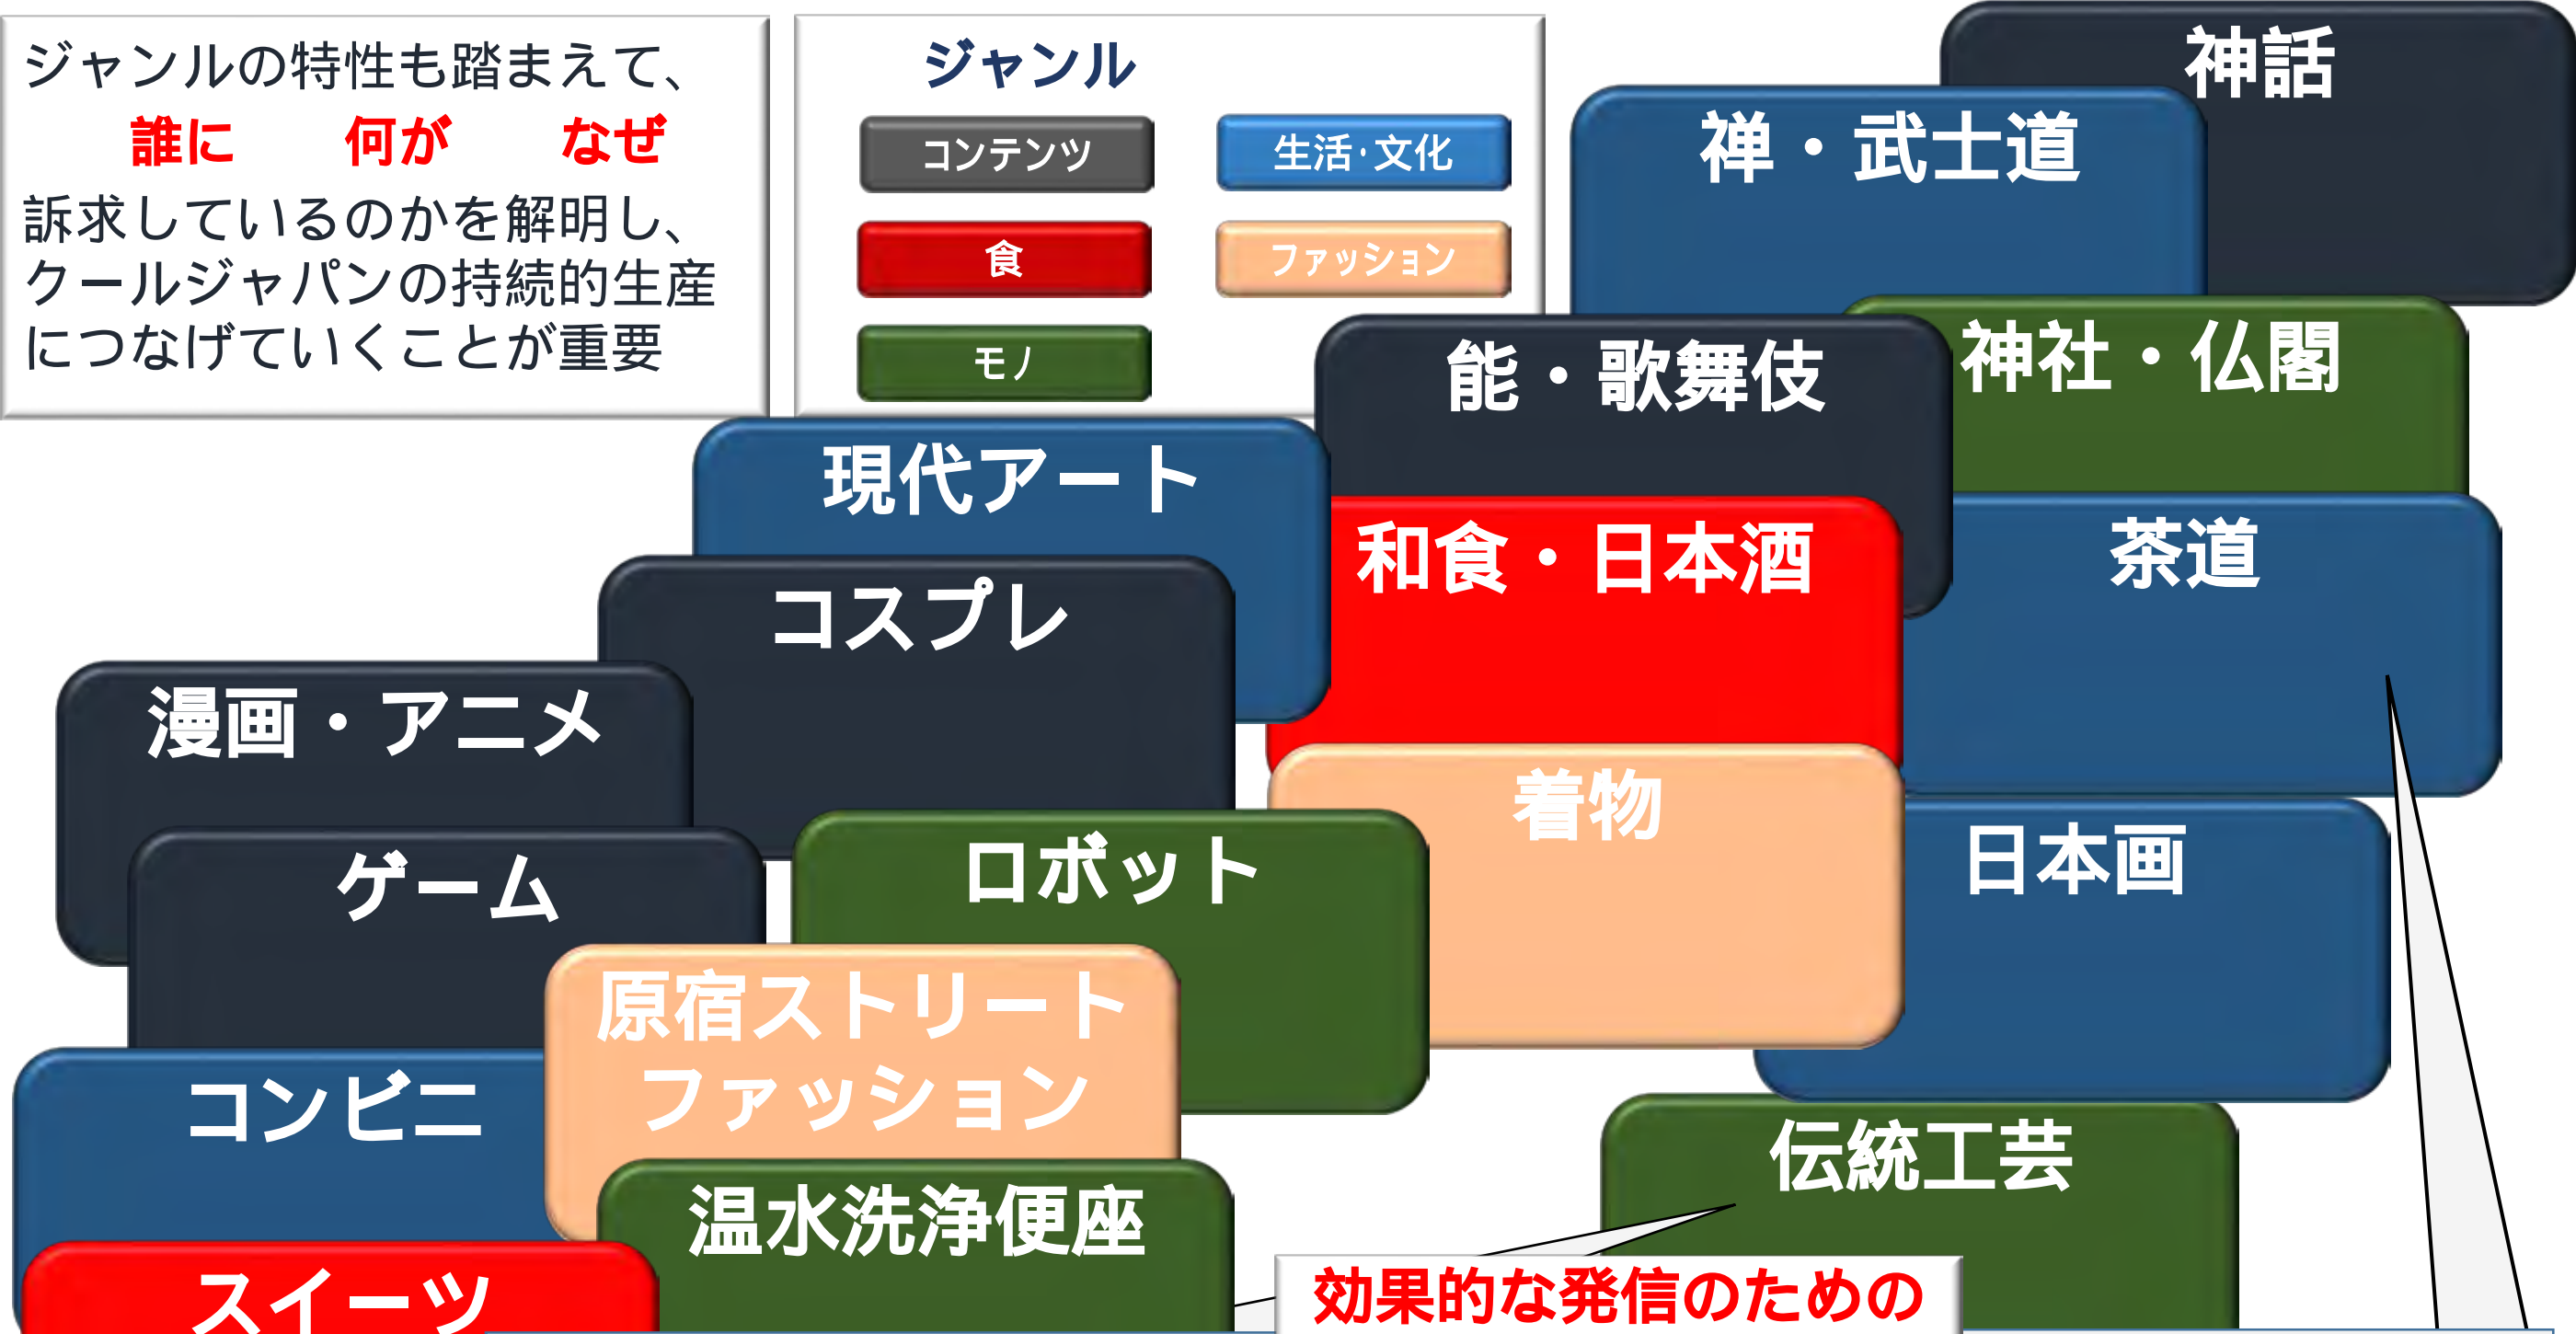 ジャンルの特性も踏まえて、
誰に　何が　なぜ
訴求しているのかを解明し、
クールジャパンの持続的生産
につなげていくことが重要
ジャンル
コンテンツ
生活・文化
食
ファッション
モノ
神話
禅・武士道
神社・仏閣
能・歌舞伎
現代アート
和食・日本酒
茶道
コスプレ
漫画・アニメ
着物
日本画
ゲーム
ロボット
原宿ストリート
ファッション
コンビニ
伝統工芸
温水洗浄便座
スイーツ
効果的な発信のための